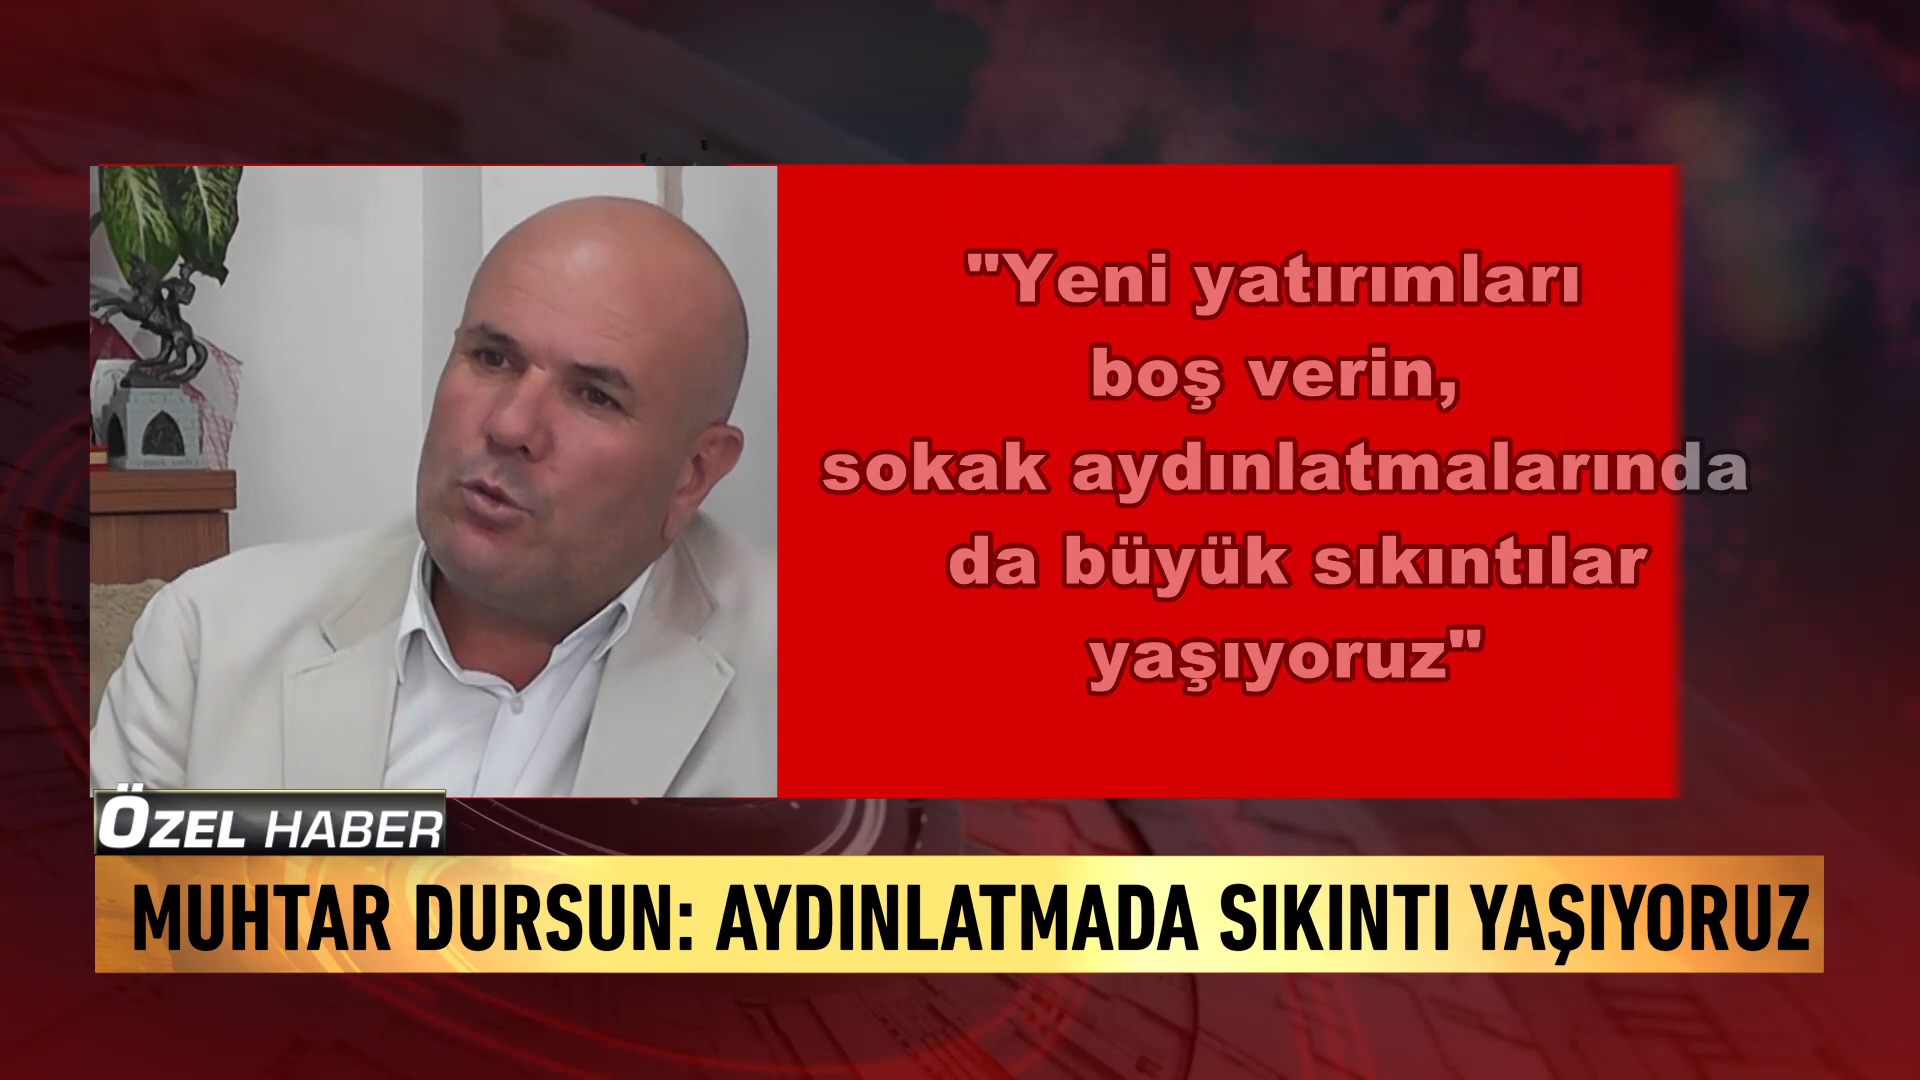 "Yeni yatırımları
boş verin,
sokak aydınlatmalarında
da büyük sıkıntılar
yaşıyoruz"
ÖZEL HABER
MUHTAR DURSUN: AYDINLATMADA SIKINTI YAŞIYORUZ